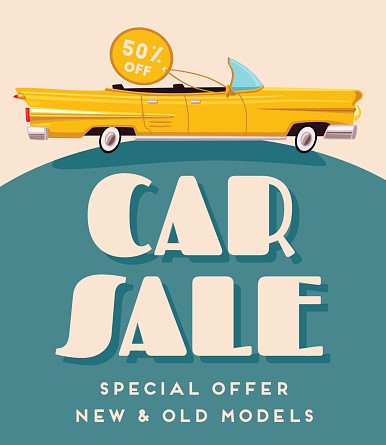 50%
OFF
CAR
SALE
SPECIAL OFFER
NEW & OLD MODELS